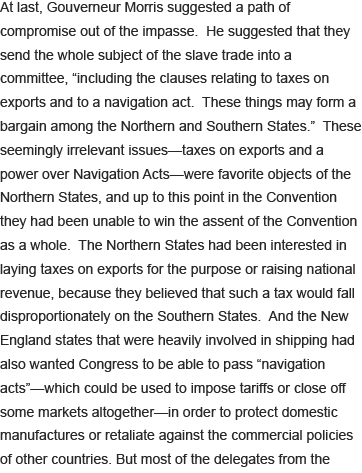 At last, Gouverneur Morris suggested a path of
compromise out of the impasse.  He suggested that they
send the whole subject of the slave trade into a
committee, “including the clauses relating to taxes on
exports and to a navigation act.  These things may form a
bargain among the Northern and Southern States.”  These
seemingly irrelevant issues—taxes on exports and a
power over Navigation Acts—were favorite objects of the
Northern States, and up to this point in the Convention
they had been unable to win the assent of the Convention
as a whole.  The Northern States had been interested in
laying taxes on exports for the purpose or raising national
revenue, because they believed that such a tax would fall
disproportionately on the Southern States.  And the New
England states that were heavily involved in shipping had
also wanted Congress to be able to pass “navigation
acts”—which could be used to impose tariffs or close off
some markets altogether—in order to protect domestic
manufactures or retaliate against the commercial policies
of other countries. But most of the delegates from the